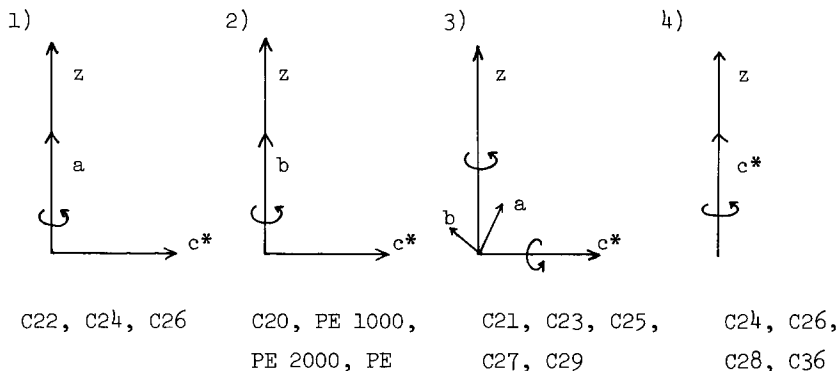 1) 2) 3) 4)
z z z z
a b b a c*
c* c* c*
C22, C24, C26 C20, PE 1000, C21, C23, C25, C24, C26,
PE 2000, PE C27, C29 C28, C36